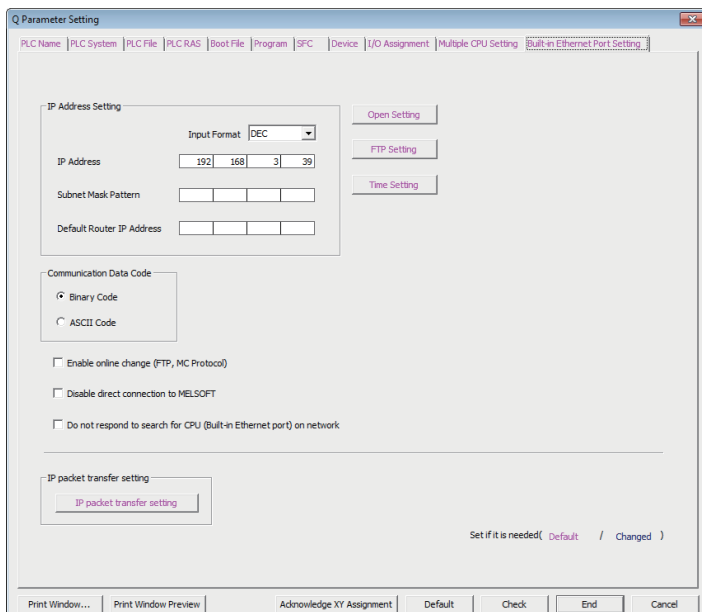 Q Parameter Setting
PLC Name PLC System PLC File PLC RAS Boot File Program SFC Device I/O Assignment Multiple CPU Setting Built-in Ethernet Port Setting
IP Address Setting
Input Format DEC
IP Address 192 168 3 39
Subnet Mask Pattern
Default Router IP Address
Open Setting
FTP Setting
Time Setting
Communication Data Code
Binary Code
ASCII Code
Enable online change (FTP, MC Protocol)
Disable direct connection to MELSOFT
Do not respond to search for CPU (Built-in Ethernet port) on network
IP packet transfer setting
IP packet transfer setting
Set if it is needed( Default / Changed )
Print Window... Print Window Preview Acknowledge XY Assignment Default Check End Cancel